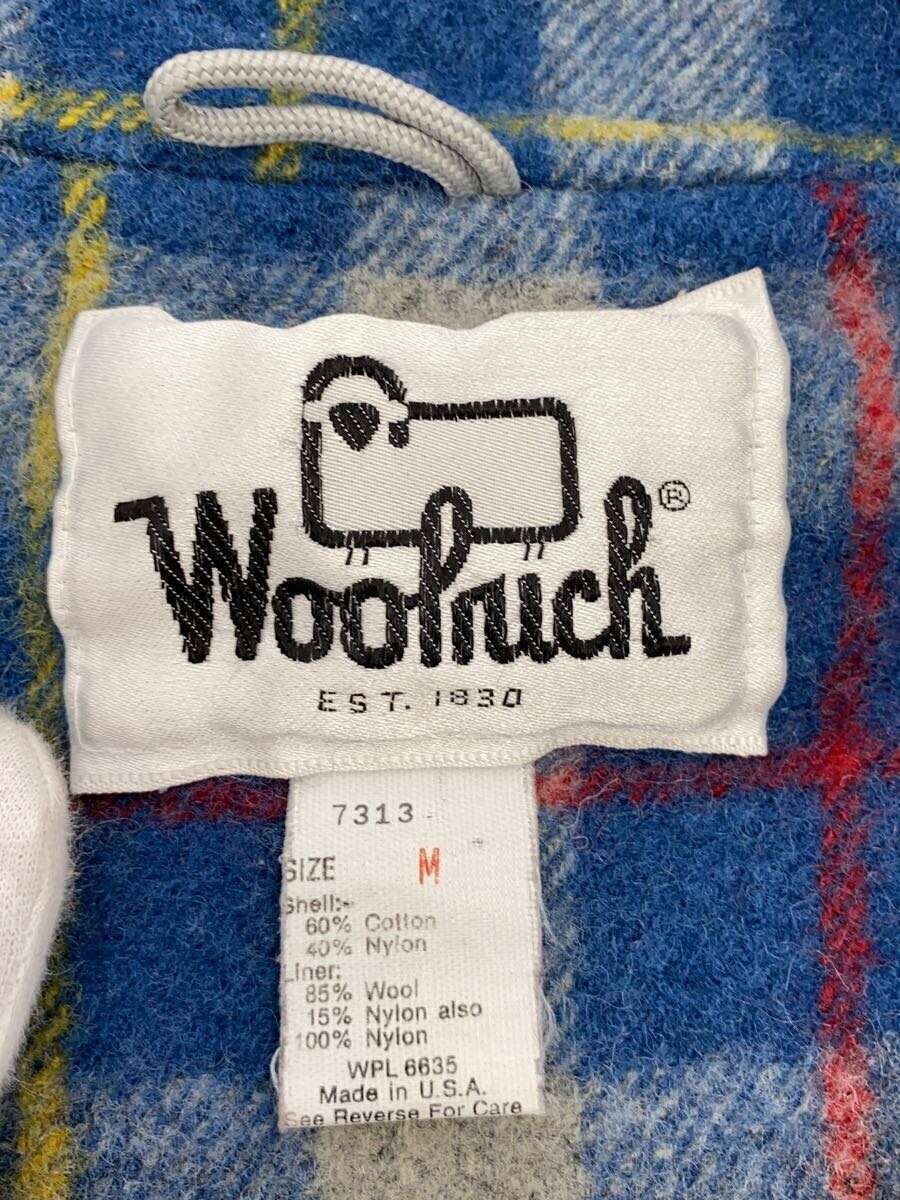 Woolrich®
EST. 1830
7313
SIZE M
Shell:-
60% Cotton
40% Nylon
Liner:
85% Wool
15% Nylon also
100% Nylon
WPL 6635
Made in U.S.A.
See Reverse For Care